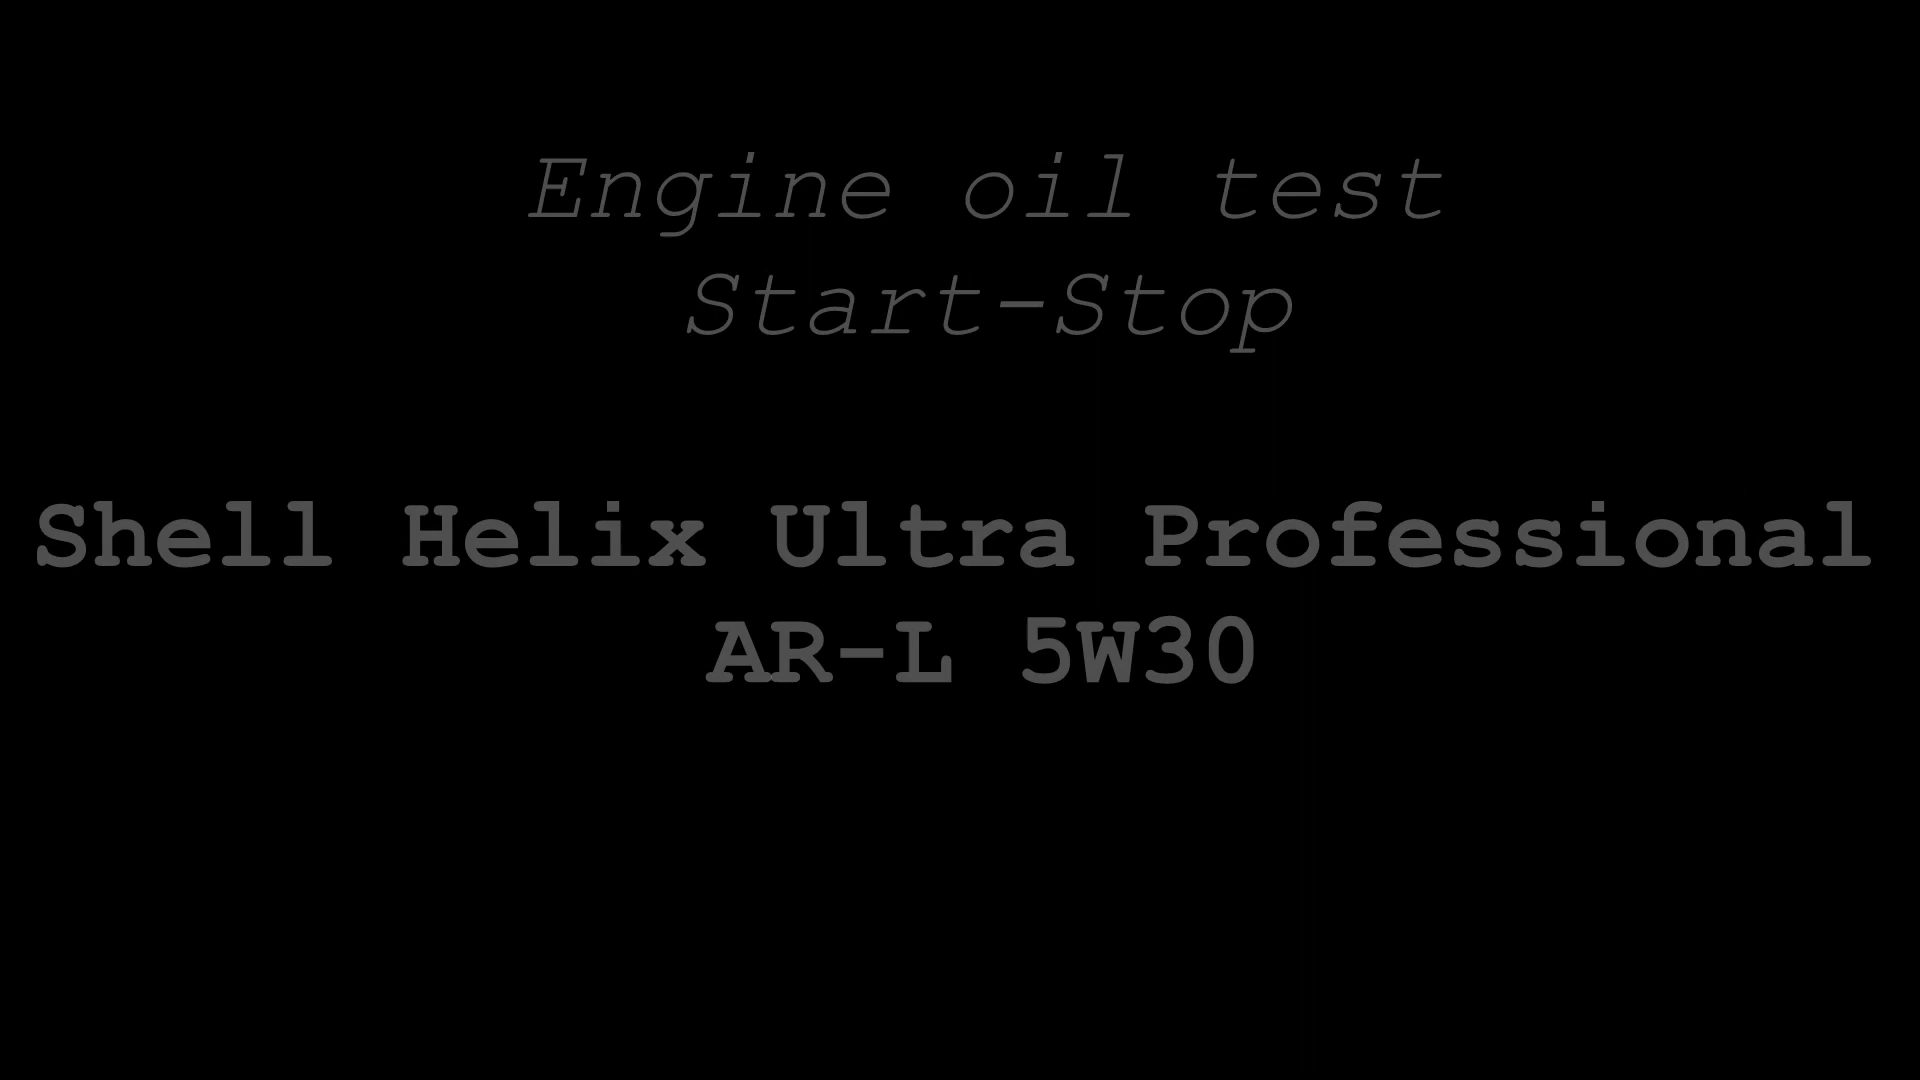 Engine oil test
Start-Stop
Shell Helix Ultra Professional
AR-L 5W30